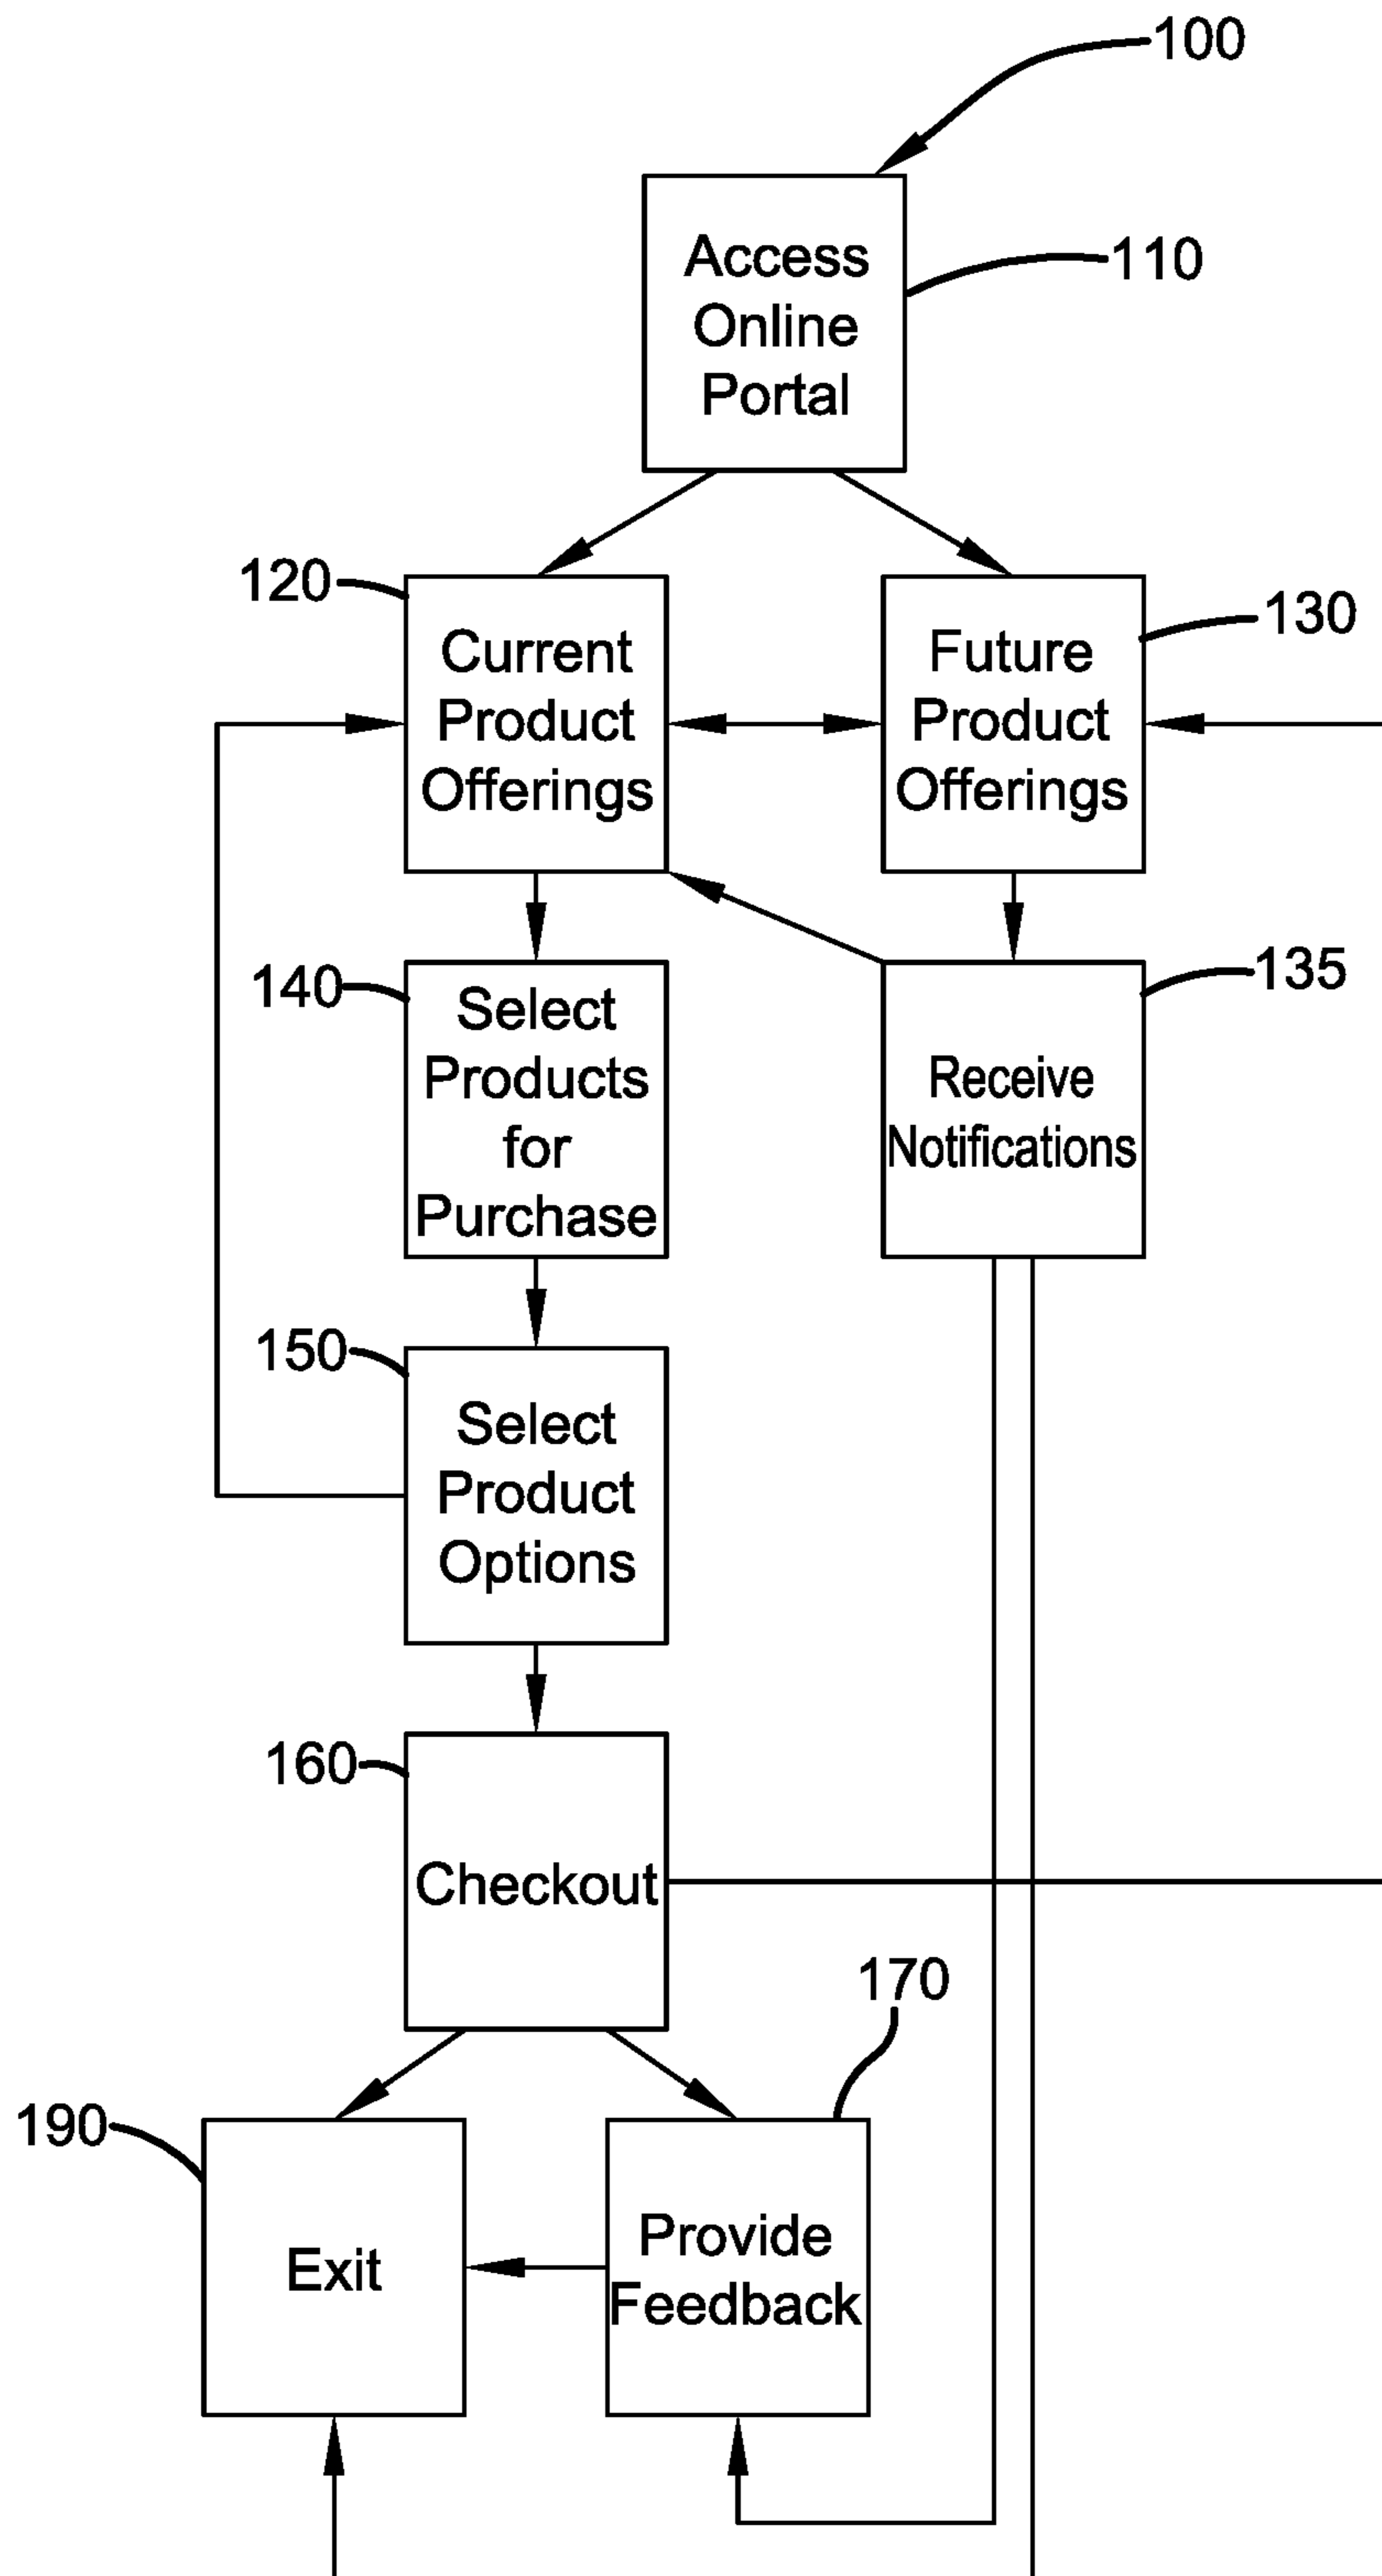 100
Access
Online
Portal
110
120
Current
Product
Offerings
Future
Product
Offerings
130
140
Select
Products
for
Purchase
Receive
Notifications
135
150
Select
Product
Options
160
Checkout
170
190
Exit
Provide
Feedback